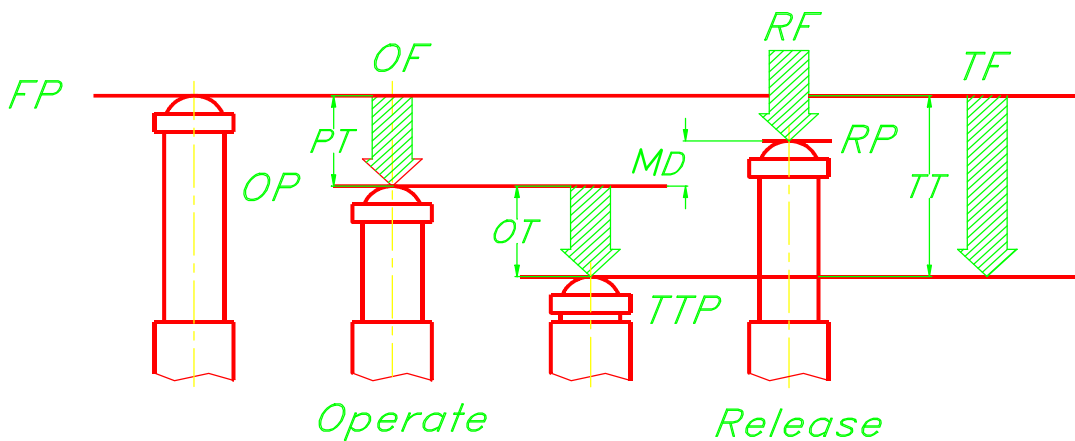 RF
OF
TF
FP
PT
RP
MD
OP
TT
OT
TTP
Operate
Release